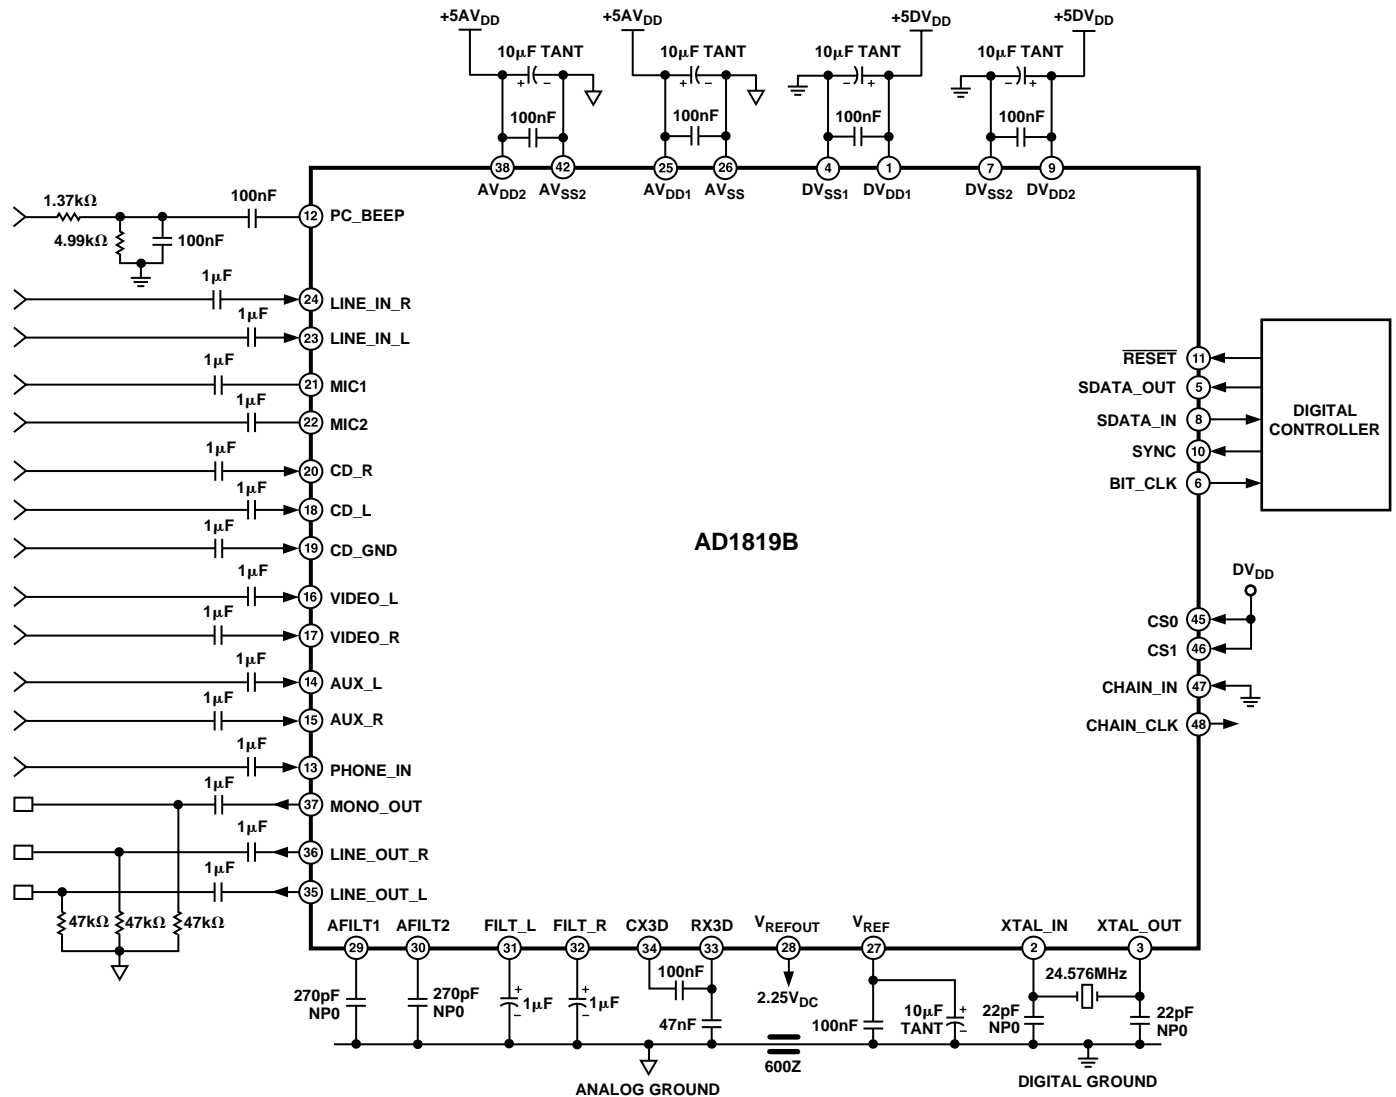 +5AVDD
+5AVDD
+5DVDD
+5DVDD
10µF TANT
10µF TANT
10µF TANT
10µF TANT
+ −
+ −
− +
− +
100nF
100nF
100nF
100nF
38
42
25
26
4
1
7
9
AVDD2
AVSS2
AVDD1
AVSS
DVSS1
DVDD1
DVSS2
DVDD2
1.37kΩ
4.99kΩ
100nF
100nF
12 PC_BEEP
1µF
24 LINE_IN_R
1µF
23 LINE_IN_L
1µF
21 MIC1
1µF
22 MIC2
1µF
20 CD_R
1µF
18 CD_L
1µF
19 CD_GND
1µF
16 VIDEO_L
1µF
17 VIDEO_R
1µF
14 AUX_L
1µF
15 AUX_R
1µF
13 PHONE_IN
1µF
37 MONO_OUT
1µF
36 LINE_OUT_R
1µF
35 LINE_OUT_L
47kΩ
47kΩ
47kΩ
AD1819B
RESET 11
SDATA_OUT 5
SDATA_IN 8
SYNC 10
BIT_CLK 6
DIGITAL
CONTROLLER
DVDD
CS0 45
CS1 46
CHAIN_IN 47
CHAIN_CLK 48
AFILT1
AFILT2
FILT_L
FILT_R
CX3D
RX3D
VREFOUT
VREF
XTAL_IN
XTAL_OUT
29
30
31
32
34
33
28
27
2
3
270pF
NP0
270pF
NP0
+
1µF
−
+
1µF
−
100nF
47nF
2.25VDC
100nF
10µF
TANT
+
−
24.576MHz
22pF
NP0
22pF
NP0
600Z
ANALOG GROUND
DIGITAL GROUND